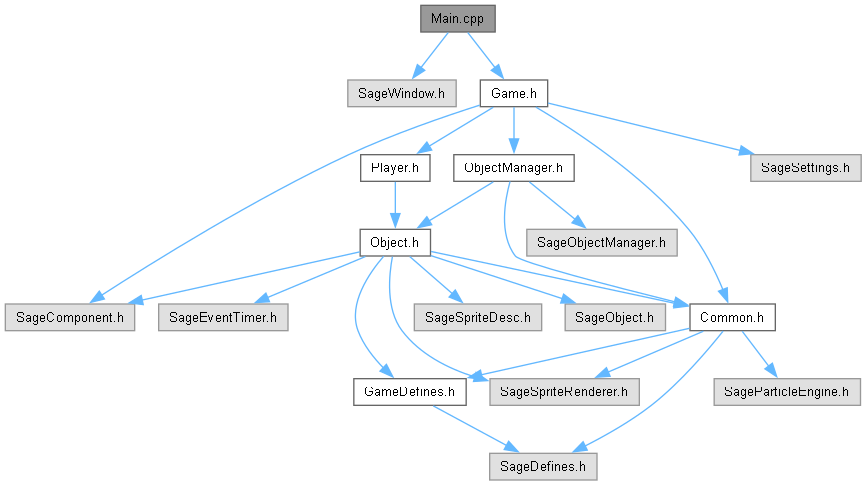 Main.cpp
SageWindow.h
Game.h
Player.h
ObjectManager.h
SageSettings.h
Object.h
SageObjectManager.h
SageComponent.h
SageEventTimer.h
SageSpriteDesc.h
SageObject.h
Common.h
GameDefines.h
SageSpriteRenderer.h
SageParticleEngine.h
SageDefines.h